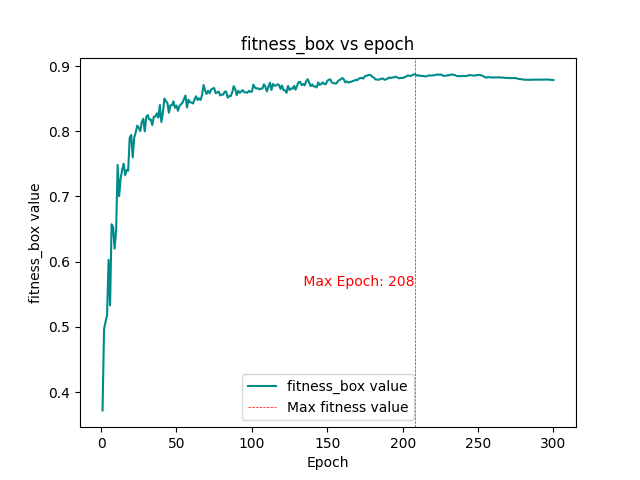 fitness_box vs epoch
fitness_box value
0.9
0.8
0.7
0.6
0.5
0.4
Max Epoch: 208
fitness_box value
Max fitness value
0 50 100 150 200 250 300
Epoch